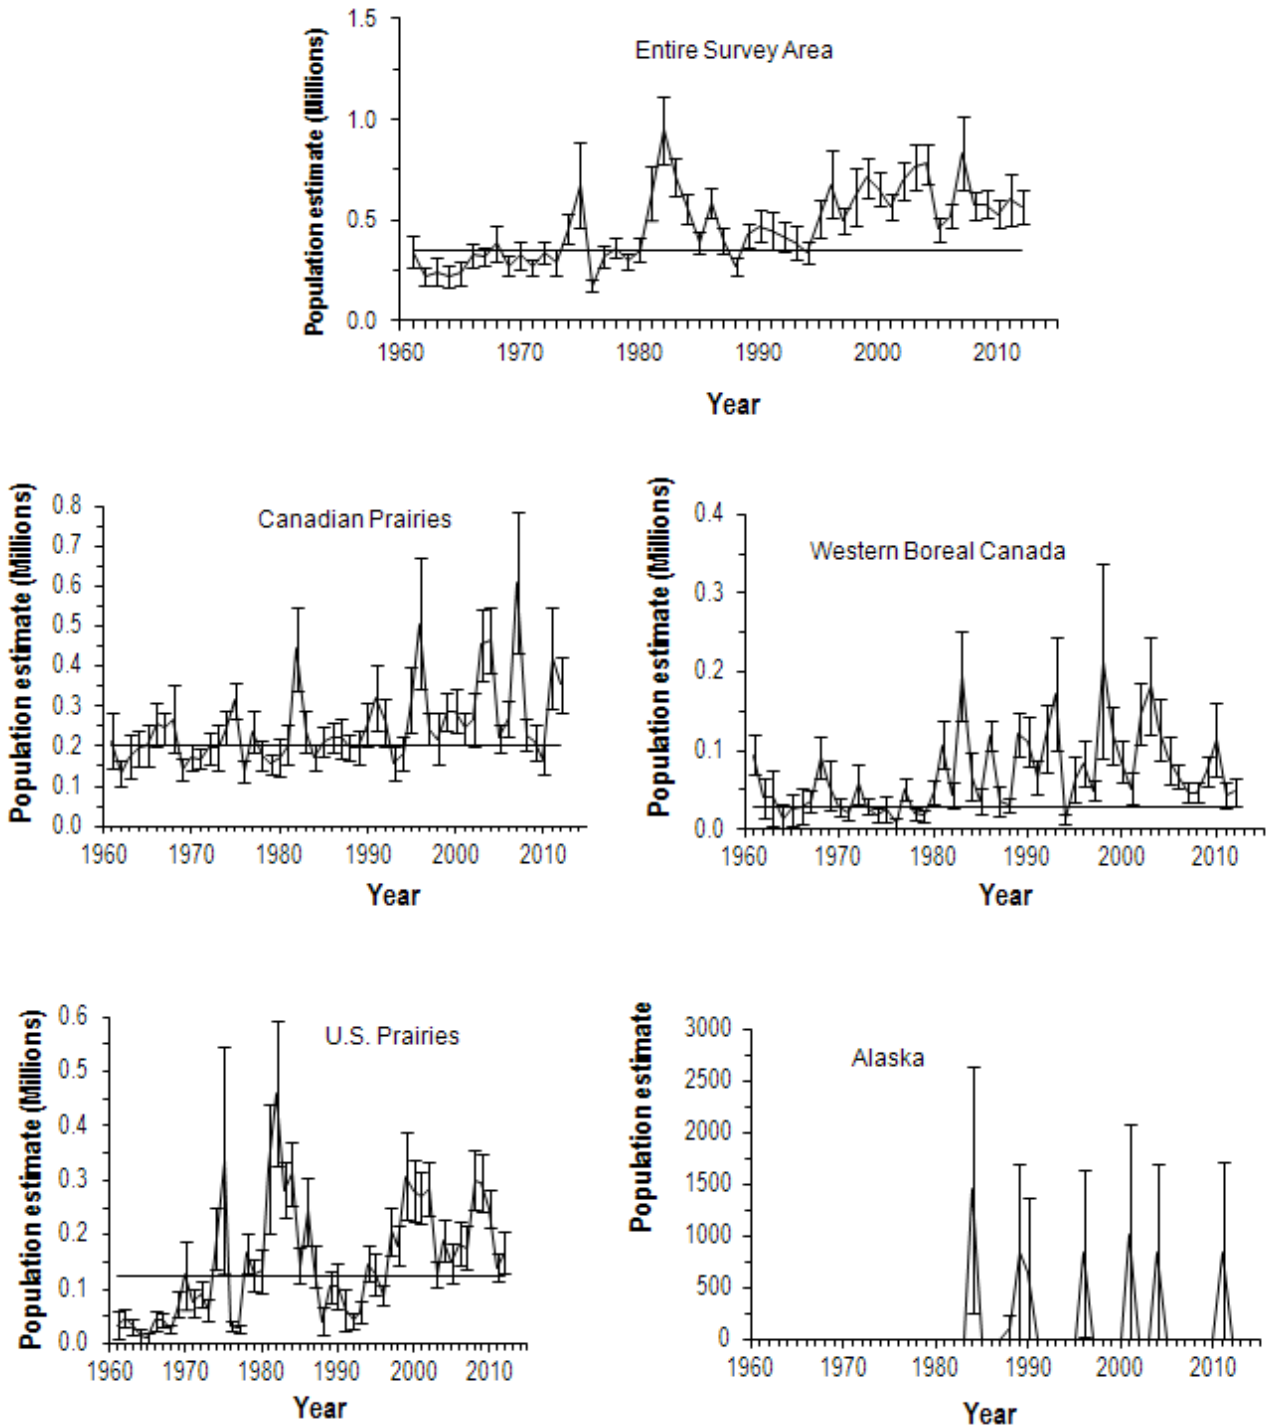 Entire Survey Area
Population estimate (Millions)
1.5
1.0
0.5
0.0
1960 1970 1980 1990 2000 2010
Year
Canadian Prairies
Population estimate (Millions)
0.8
0.7
0.6
0.5
0.4
0.3
0.2
0.1
0.0
1960 1970 1980 1990 2000 2010
Year
Western Boreal Canada
Population estimate (Millions)
0.4
0.3
0.2
0.1
0.0
1960 1970 1980 1990 2000 2010
Year
U.S. Prairies
Population estimate (Millions)
0.6
0.5
0.4
0.3
0.2
0.1
0.0
1960 1970 1980 1990 2000 2010
Year
Alaska
Population estimate
3000
2500
2000
1500
1000
500
0
1960 1970 1980 1990 2000 2010
Year